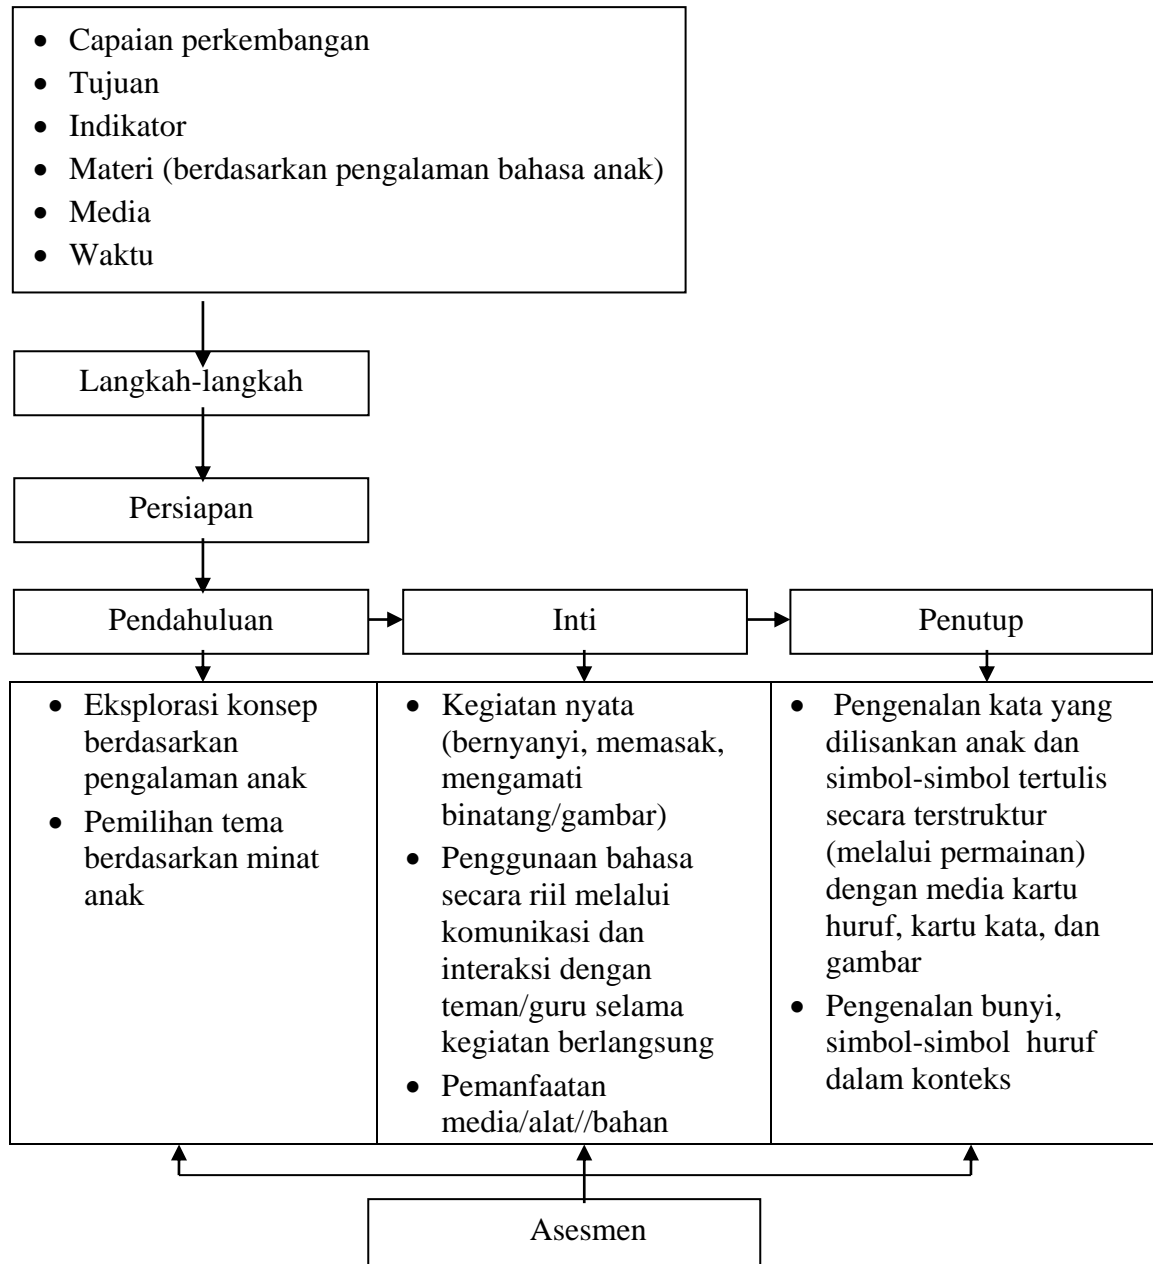 • Capaian perkembangan
• Tujuan
• Indikator
• Materi (berdasarkan pengalaman bahasa anak)
• Media
• Waktu
Langkah-langkah
Persiapan
Pendahuluan
Inti
Penutup
• Eksplorasi konsep
berdasarkan
pengalaman anak
• Pemilihan tema
berdasarkan minat
anak
• Kegiatan nyata
(bernyanyi, memasak,
mengamati
binatang/gambar)
• Penggunaan bahasa
secara riil melalui
komunikasi dan
interaksi dengan
teman/guru selama
kegiatan berlangsung
• Pemanfaatan
media/alat//bahan
• Pengenalan kata yang
dilisankan anak dan
simbol-simbol tertulis
secara terstruktur
(melalui permainan)
dengan media kartu
huruf, kartu kata, dan
gambar
• Pengenalan bunyi,
simbol-simbol huruf
dalam konteks
Asesmen